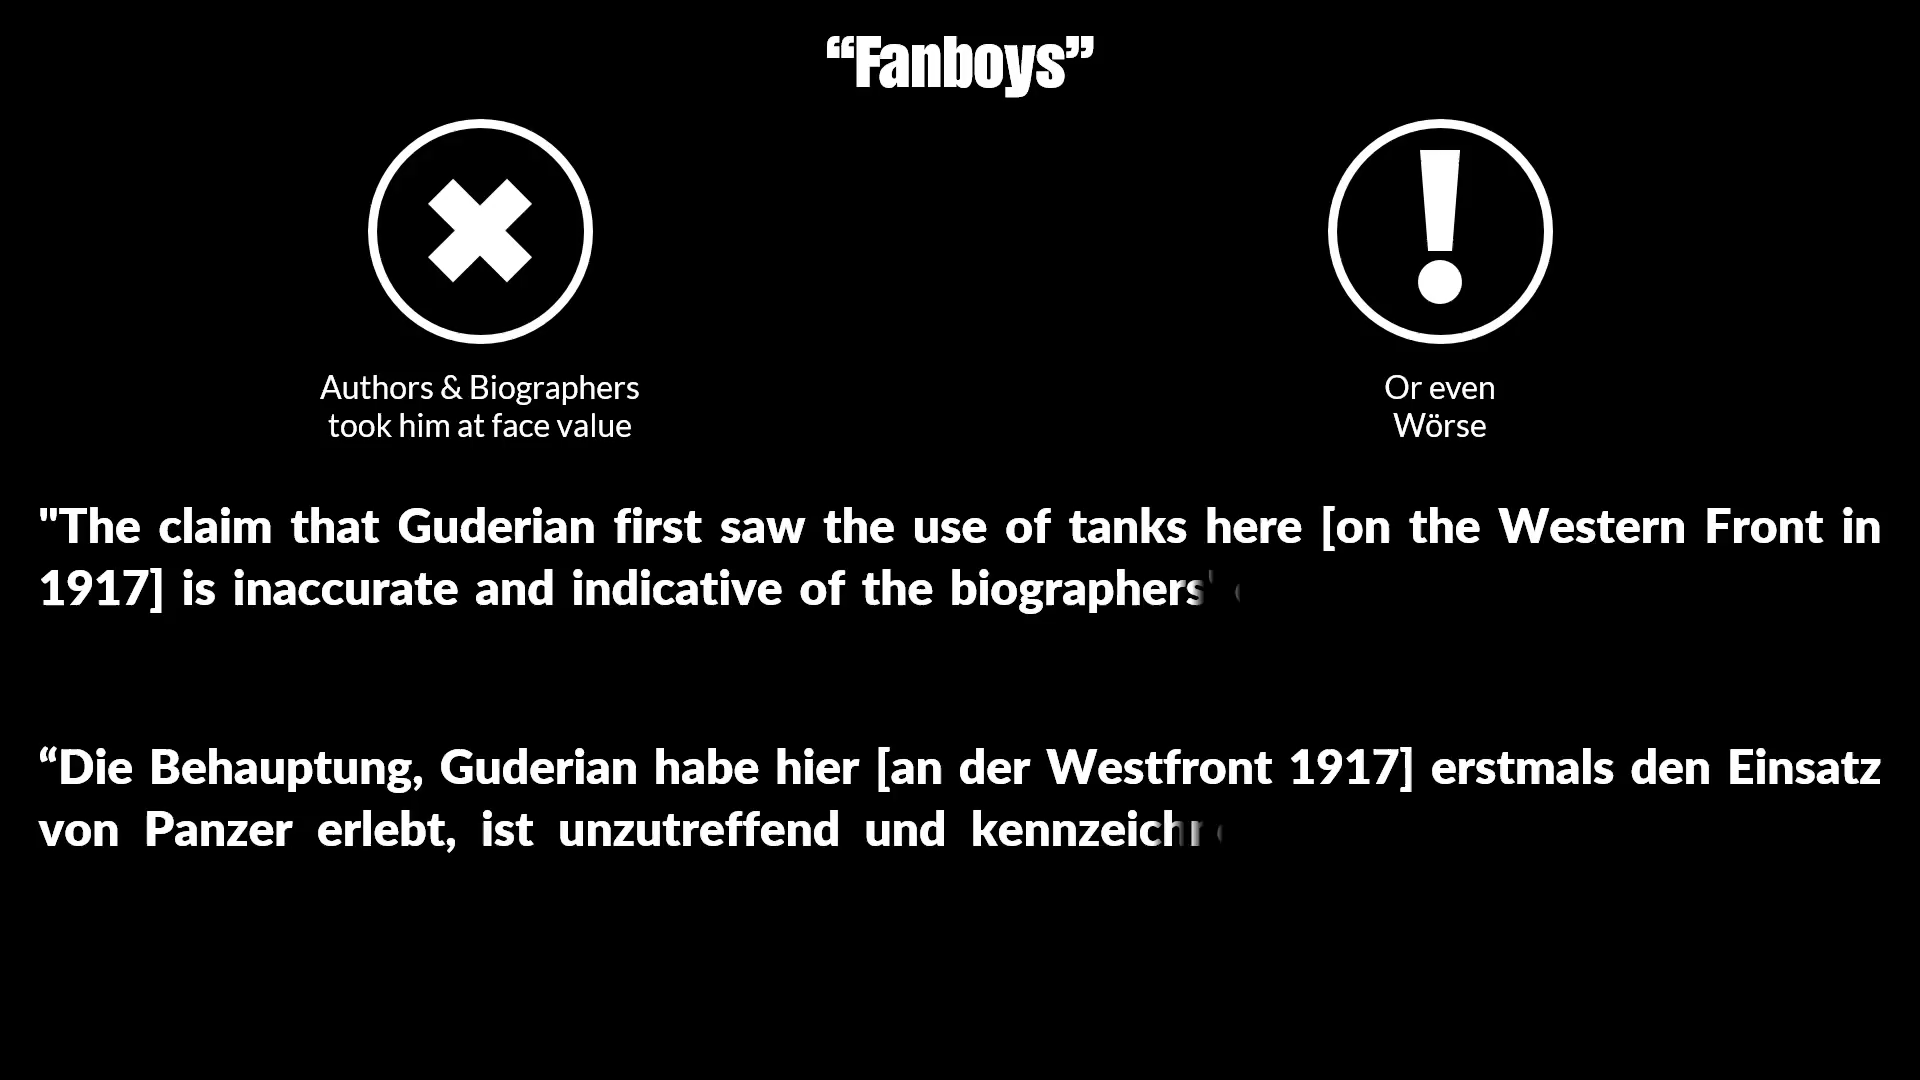 “Fanboys”
Authors & Biographers
took him at face value
Or even
Wörse
"The claim that Guderian first saw the use of tanks here [on the Western Front in
1917] is inaccurate and indicative of the biographers'
“Die Behauptung, Guderian habe hier [an der Westfront 1917] erstmals den Einsatz
von Panzer erlebt, ist unzutreffend und